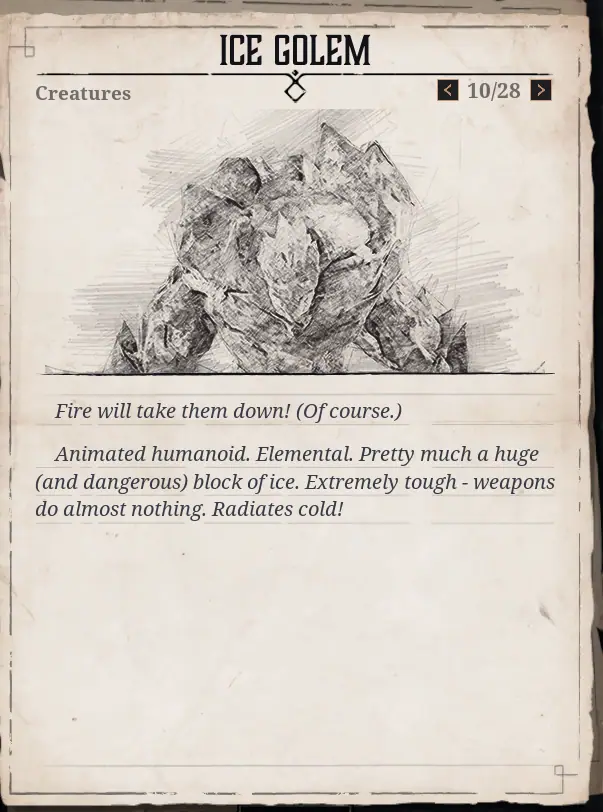 ICE GOLEM
Creatures
< 10/28 >
Fire will take them down! (Of course.)
Animated humanoid. Elemental. Pretty much a huge
(and dangerous) block of ice. Extremely tough - weapons
do almost nothing. Radiates cold!